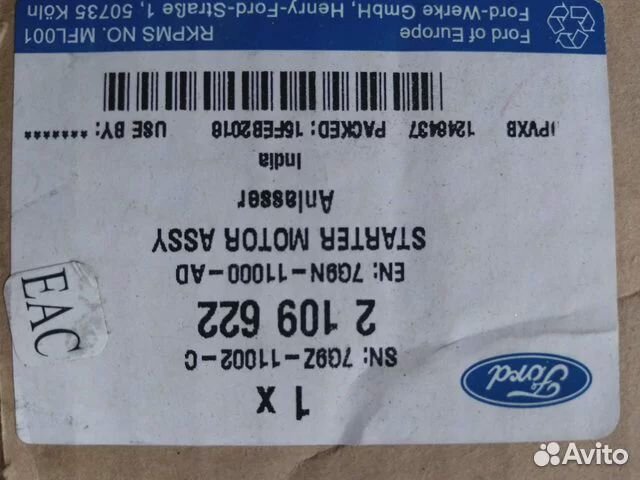 Ford
1 x
SN: 7G9Z-11002-C
2 109 622
EN: 7G9N-11000-AD
STARTER MOTOR ASSY
Anlasser
India
IPVXB 1248437 PACKED: 16FEB2018 USE BY: *******
Ford of Europe
Ford-Werke GmbH, Henry-Ford-Straße 1, 50735 Köln
RKPMS NO. MFL001
EAC
Avito